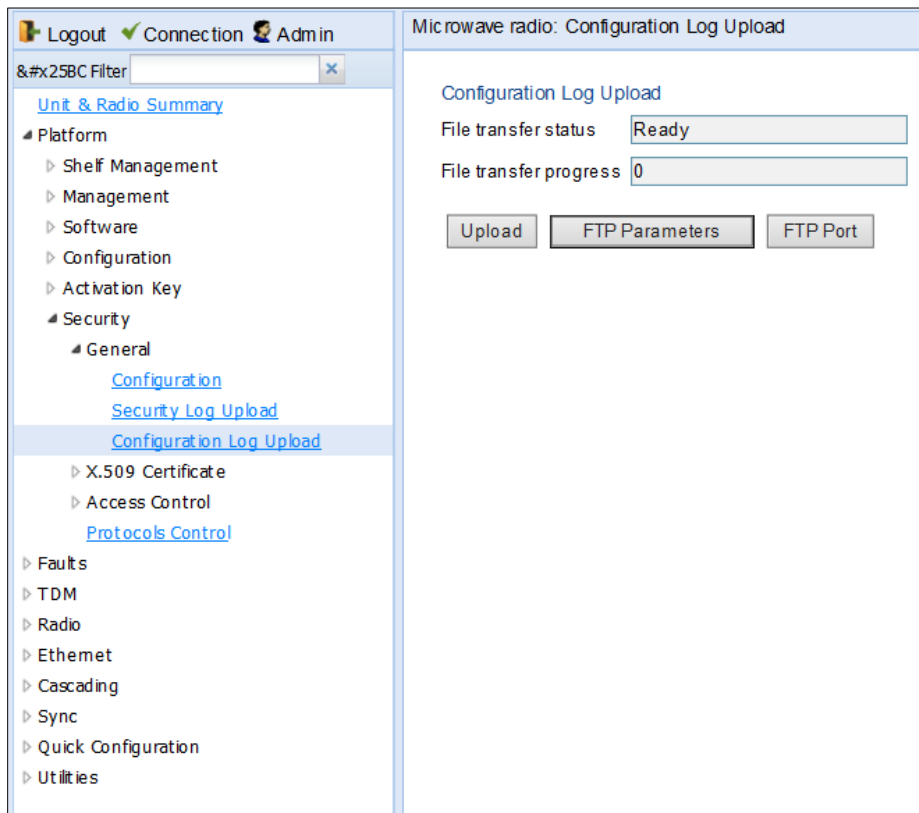 Logout Connection Admin
&#x25BC Filter
Unit & Radio Summary
Platform
Shelf Management
Management
Software
Configuration
Activation Key
Security
General
Configuration
Security Log Upload
Configuration Log Upload
X.509 Certificate
Access Control
Protocols Control
Faults
TDM
Radio
Ethernet
Cascading
Sync
Quick Configuration
Utilities
Microwave radio: Configuration Log Upload
Configuration Log Upload
File transfer status Ready
File transfer progress 0
Upload FTP Parameters FTP Port